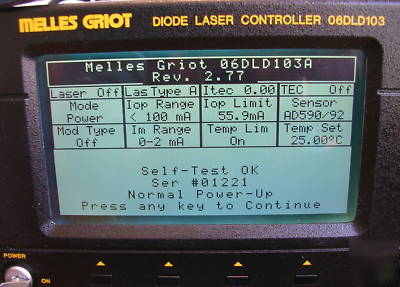 MELLES GRIOT DIODE LASER CONTROLLER 06DLD103
Melles Griot 06DLD103A
Rev. 2.77
Laser Off LasType A Itec 0.00 TEC Off
Mode Iop Range Iop Limit Sensor
Power < 100 mA 55.9mA AD590/92
Mod Type Im Range Temp Lim Temp Set
Off 0-2 mA On 25.00°C
Self-Test OK
Ser #01221
Normal Power-Up
Press any key to Continue
POWER
ON